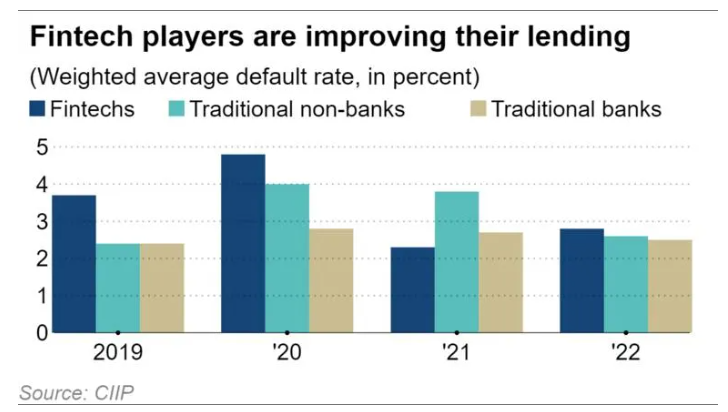 Fintech players are improving their lending
(Weighted average default rate, in percent)
Fintechs Traditional non-banks Traditional banks
5
4
3
2
1
0
2019 '20 '21 '22
Source: CIIP